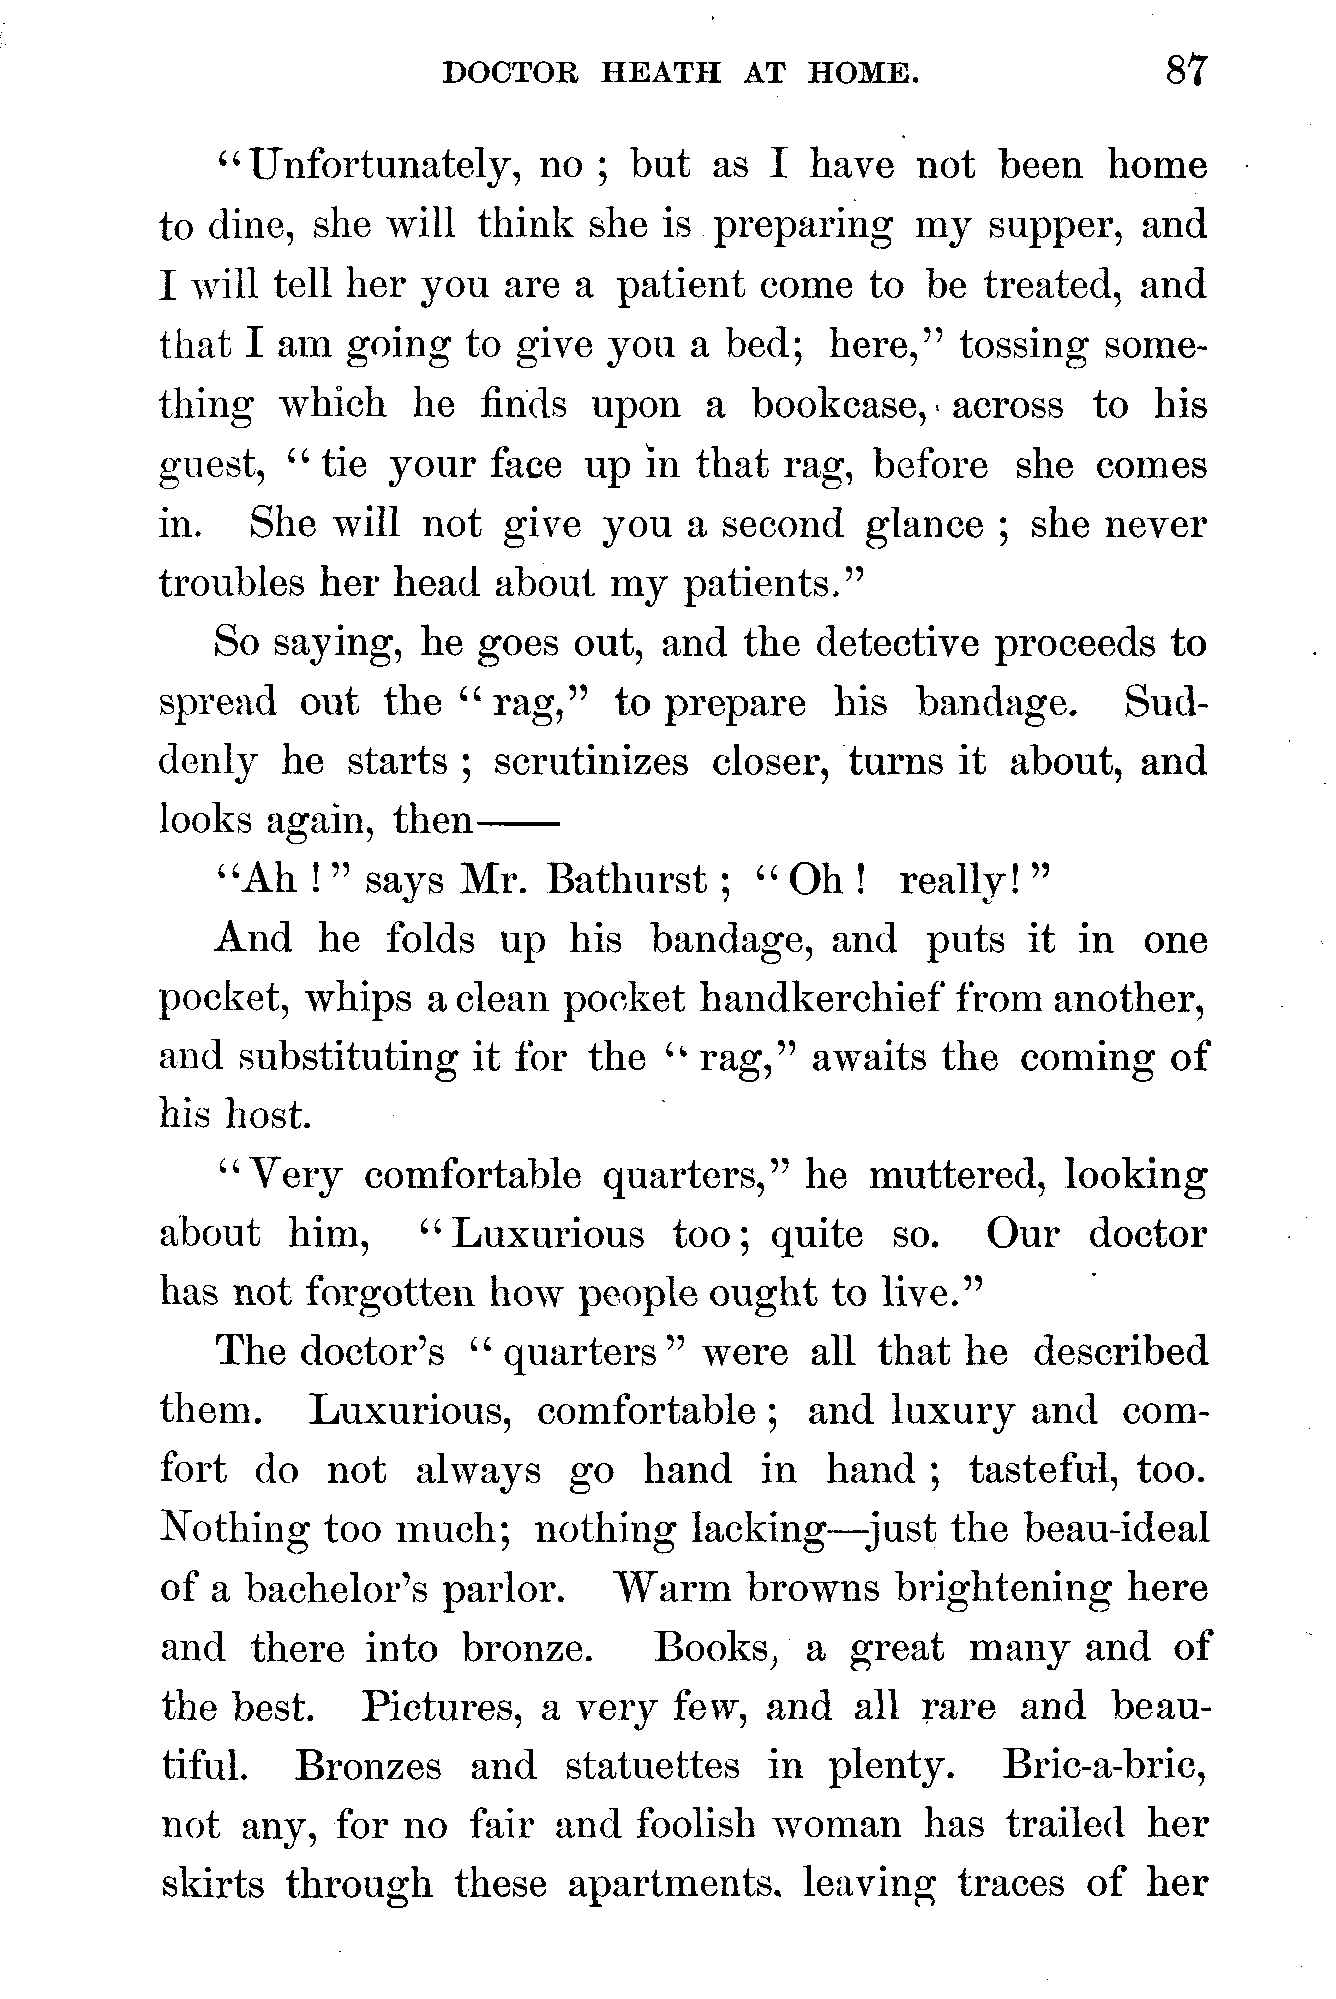 DOCTOR HEATH AT HOME. 87
“Unfortunately, no ; but as I have not been home
to dine, she will think she is preparing my supper, and
I will tell her you are a patient come to be treated, and
that I am going to give you a bed; here,” tossing some-
thing which he finds upon a bookcase, across to his
guest, “ tie your face up in that rag, before she comes
in. She will not give you a second glance ; she never
troubles her head about my patients.”
So saying, he goes out, and the detective proceeds to
spread out the “ rag,” to prepare his bandage. Sud-
denly he starts ; scrutinizes closer, turns it about, and
looks again, then——
“Ah ! ” says Mr. Bathurst ; “ Oh ! really! ”
And he folds up his bandage, and puts it in one
pocket, whips a clean pocket handkerchief from another,
and substituting it for the “ rag,” awaits the coming of
his host.
“Very comfortable quarters,” he muttered, looking
about him, “Luxurious too; quite so. Our doctor
has not forgotten how people ought to live.”
The doctor’s “ quarters ” were all that he described
them. Luxurious, comfortable ; and luxury and com-
fort do not always go hand in hand ; tasteful, too.
Nothing too much; nothing lacking—just the beau-ideal
of a bachelor’s parlor. Warm browns brightening here
and there into bronze. Books, a great many and of
the best. Pictures, a very few, and all rare and beau-
tiful. Bronzes and statuettes in plenty. Bric-a-bric,
not any, for no fair and foolish woman has trailed her
skirts through these apartments. leaving traces of her